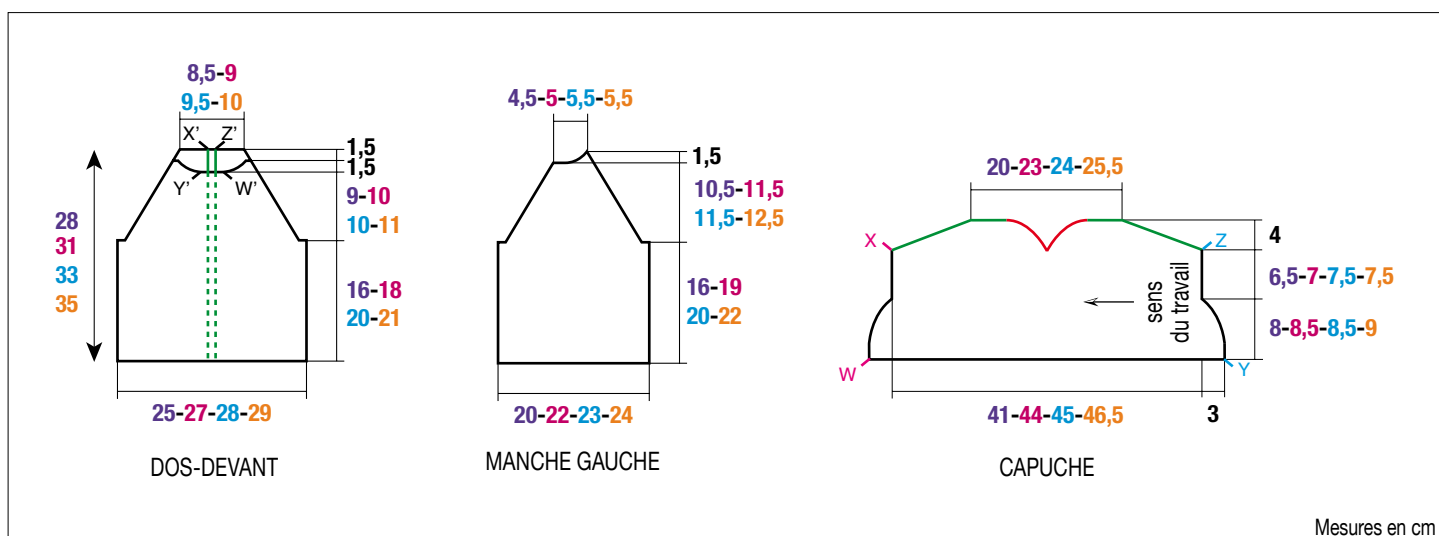 8,5-9
9,5-10
X’ Z’
1,5
1,5
Y’ W’
9-10
10-11
28
31
33
35
16-18
20-21
25-27-28-29
DOS-DEVANT
4,5-5-5,5-5,5
1,5
10,5-11,5
11,5-12,5
16-19
20-22
20-22-23-24
MANCHE GAUCHE
20-23-24-25,5
X
Z
4
6,5-7-7,5-7,5
sens
du travail
8-8,5-8,5-9
W
Y
41-44-45-46,5
3
CAPUCHE
Mesures en cm